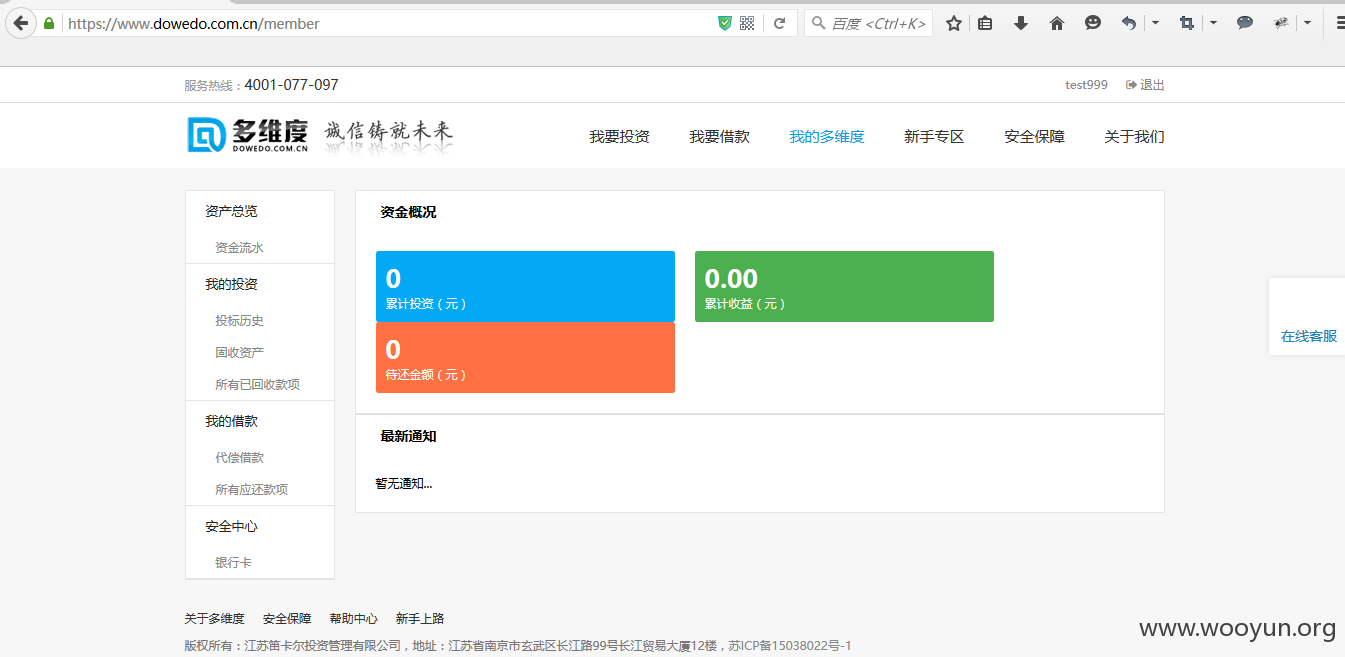 https://www.dowedo.com.cn/member
百度 <Ctrl+K>
服务热线：4001-077-097
test999 退出
多维度 DOWEDO.COM.CN 诚信铸就未来
我要投资 我要借款 我的多维度 新手专区 安全保障 关于我们
资产总览
资金流水
我的投资
投标历史
固收资产
所有已回收款项
我的借款
代偿借款
所有应还款项
安全中心
银行卡
资金概况
0
累计投资（元）
0.00
累计收益（元）
0
待还金额（元）
最新通知
暂无通知...
在线客服
关于多维度 安全保障 帮助中心 新手上路
版权所有：江苏笛卡尔投资管理有限公司，地址：江苏省南京市玄武区长江路99号长江贸易大厦12楼，苏ICP备15038022号-1
www.wooyun.org